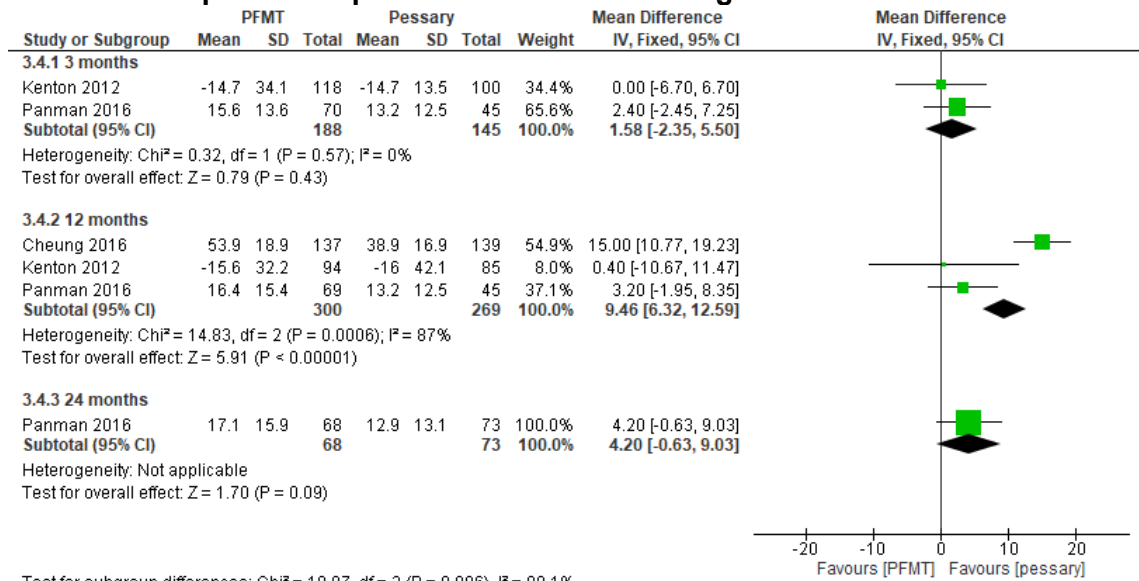 PFMT Pessary Mean Difference Mean Difference
Study or Subgroup Mean SD Total Mean SD Total Weight IV, Fixed, 95% CI IV, Fixed, 95% CI
3.4.1 3 months
Kenton 2012 -14.7 34.1 118 -14.7 13.5 100 34.4% 0.00 [-6.70, 6.70]
Panman 2016 15.6 13.6 70 13.2 12.5 45 65.6% 2.40 [-2.45, 7.25]
Subtotal (95% CI) 188 145 100.0% 1.58 [-2.35, 5.50]
Heterogeneity: Chi² = 0.32, df = 1 (P = 0.57); I² = 0%
Test for overall effect: Z = 0.79 (P = 0.43)
3.4.2 12 months
Cheung 2016 53.9 18.9 137 38.9 16.9 139 54.9% 15.00 [10.77, 19.23]
Kenton 2012 -15.6 32.2 94 -16 42.1 85 8.0% 0.40 [-10.67, 11.47]
Panman 2016 16.4 15.4 69 13.2 12.5 45 37.1% 3.20 [-1.95, 8.35]
Subtotal (95% CI) 300 269 100.0% 9.46 [6.32, 12.59]
Heterogeneity: Chi² = 14.83, df = 2 (P = 0.0006); I² = 87%
Test for overall effect: Z = 5.91 (P < 0.00001)
3.4.3 24 months
Panman 2016 17.1 15.9 68 12.9 13.1 73 100.0% 4.20 [-0.63, 9.03]
Subtotal (95% CI) 68 73 100.0% 4.20 [-0.63, 9.03]
Heterogeneity: Not applicable
Test for overall effect: Z = 1.70 (P = 0.09)
-20 -10 0 10 20
Favours [PFMT] Favours [pessary]
Test for subgroup differences: Chi² =